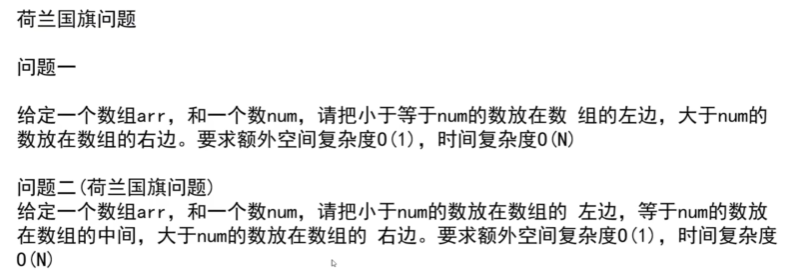 荷兰国旗问题
问题一
给定一个数组arr，和一个数num，请把小于等于num的数放在数 组的左边，大于num的
数放在数组的右边。要求额外空间复杂度O(1)，时间复杂度O(N)
问题二(荷兰国旗问题)
给定一个数组arr，和一个数num，请把小于num的数放在数组的 左边，等于num的数放
在数组的中间，大于num的数放在数组的 右边。要求额外空间复杂度O(1)，时间复杂度
O(N)